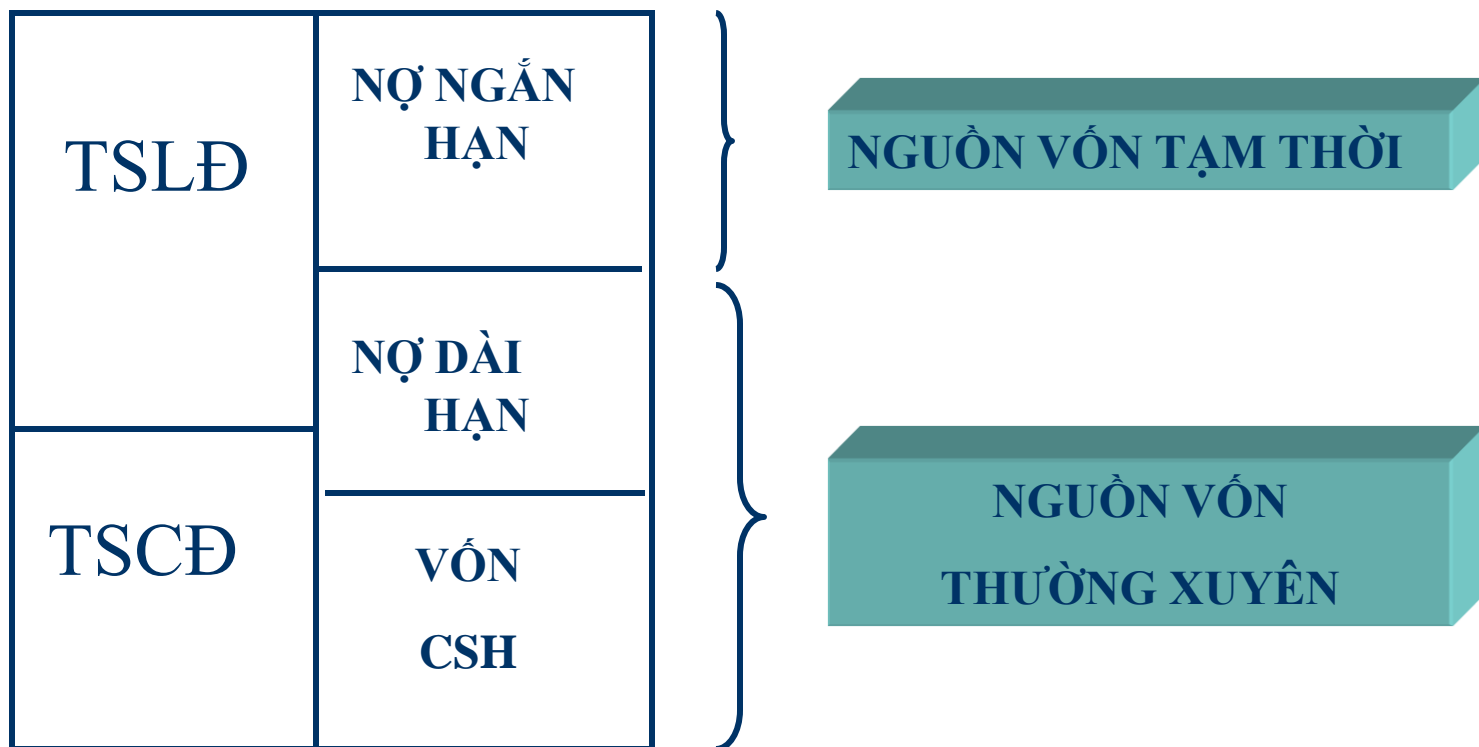 TSLĐ
NỢ NGẮN
HẠN
NGUỒN VỐN TẠM THỜI
NỢ DÀI
HẠN
TSCĐ
VỐN
CSH
NGUỒN VỐN
THƯỜNG XUYÊN